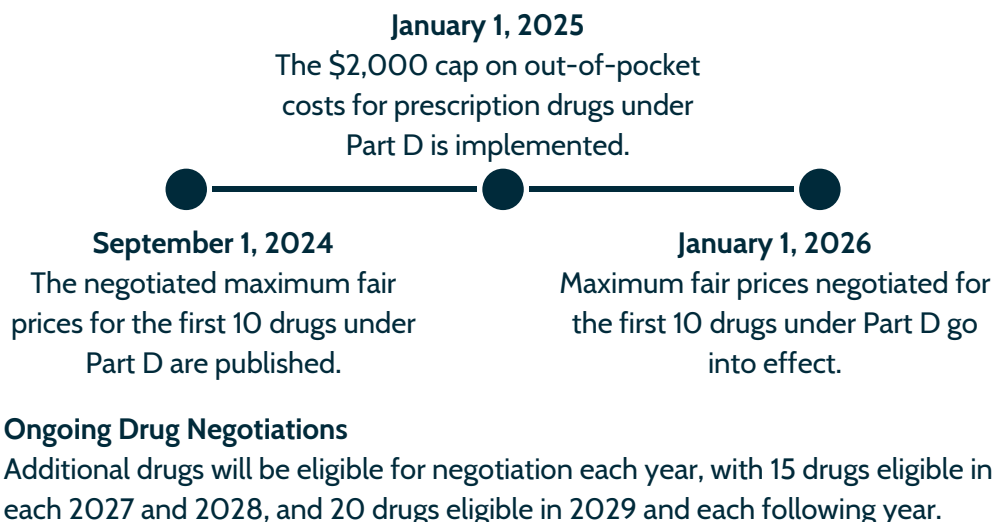 January 1, 2025
The $2,000 cap on out-of-pocket
costs for prescription drugs under
Part D is implemented.
September 1, 2024
The negotiated maximum fair
prices for the first 10 drugs under
Part D are published.
January 1, 2026
Maximum fair prices negotiated for
the first 10 drugs under Part D go
into effect.
Ongoing Drug Negotiations
Additional drugs will be eligible for negotiation each year, with 15 drugs eligible in
each 2027 and 2028, and 20 drugs eligible in 2029 and each following year.